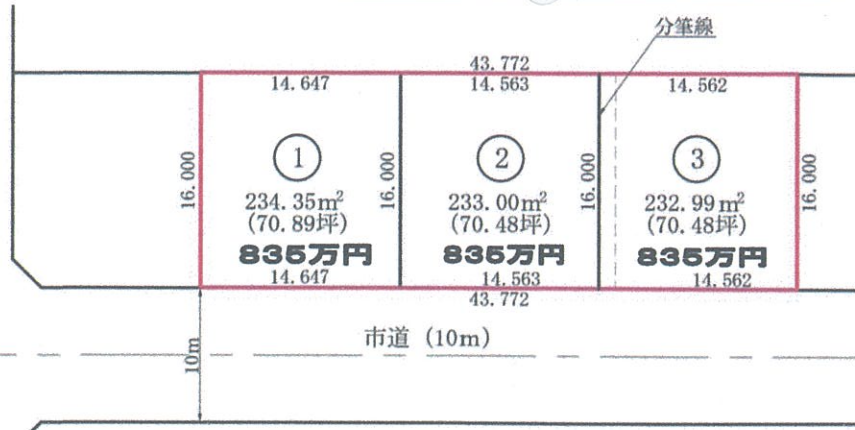 分筆線
43.772
14.647
14.563
14.562
16.000
①
234.35m²
(70.89坪)
835万円
14.647
16.000
②
233.00m²
(70.48坪)
835万円
14.563
16.000
③
232.99m²
(70.48坪)
835万円
14.562
16.000
43.772
市道 (10m)
10m